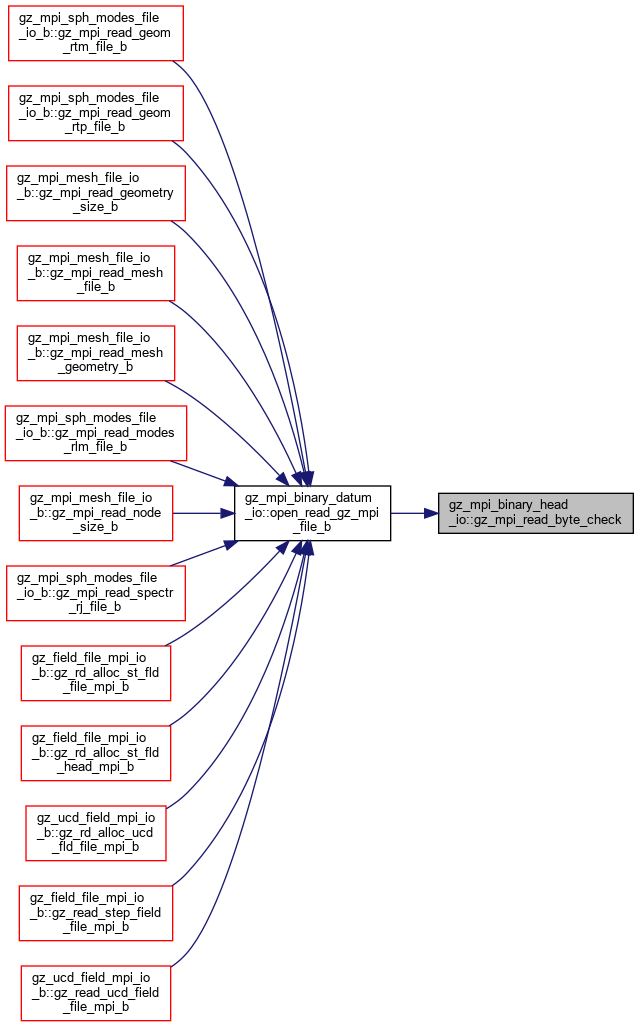 gz_mpi_sph_modes_file
_io_b::gz_mpi_read_geom
_rtm_file_b
gz_mpi_sph_modes_file
_io_b::gz_mpi_read_geom
_rtp_file_b
gz_mpi_mesh_file_io
_b::gz_mpi_read_geometry
_size_b
gz_mpi_mesh_file_io
_b::gz_mpi_read_mesh
_file_b
gz_mpi_mesh_file_io
_b::gz_mpi_read_mesh
_geometry_b
gz_mpi_sph_modes_file
_io_b::gz_mpi_read_modes
_rlm_file_b
gz_mpi_mesh_file_io
_b::gz_mpi_read_node
_size_b
gz_mpi_sph_modes_file
_io_b::gz_mpi_read_spectr
_rj_file_b
gz_field_file_mpi_io
_b::gz_rd_alloc_st_fld
_file_mpi_b
gz_field_file_mpi_io
_b::gz_rd_alloc_st_fld
_head_mpi_b
gz_ucd_field_mpi_io
_b::gz_rd_alloc_ucd
_fld_file_mpi_b
gz_field_file_mpi_io
_b::gz_read_step_field
_file_mpi_b
gz_ucd_field_mpi_io
_b::gz_read_ucd_field
_file_mpi_b
gz_mpi_binary_datum
_io::open_read_gz_mpi
_file_b
gz_mpi_binary_head
_io::gz_mpi_read_byte_check